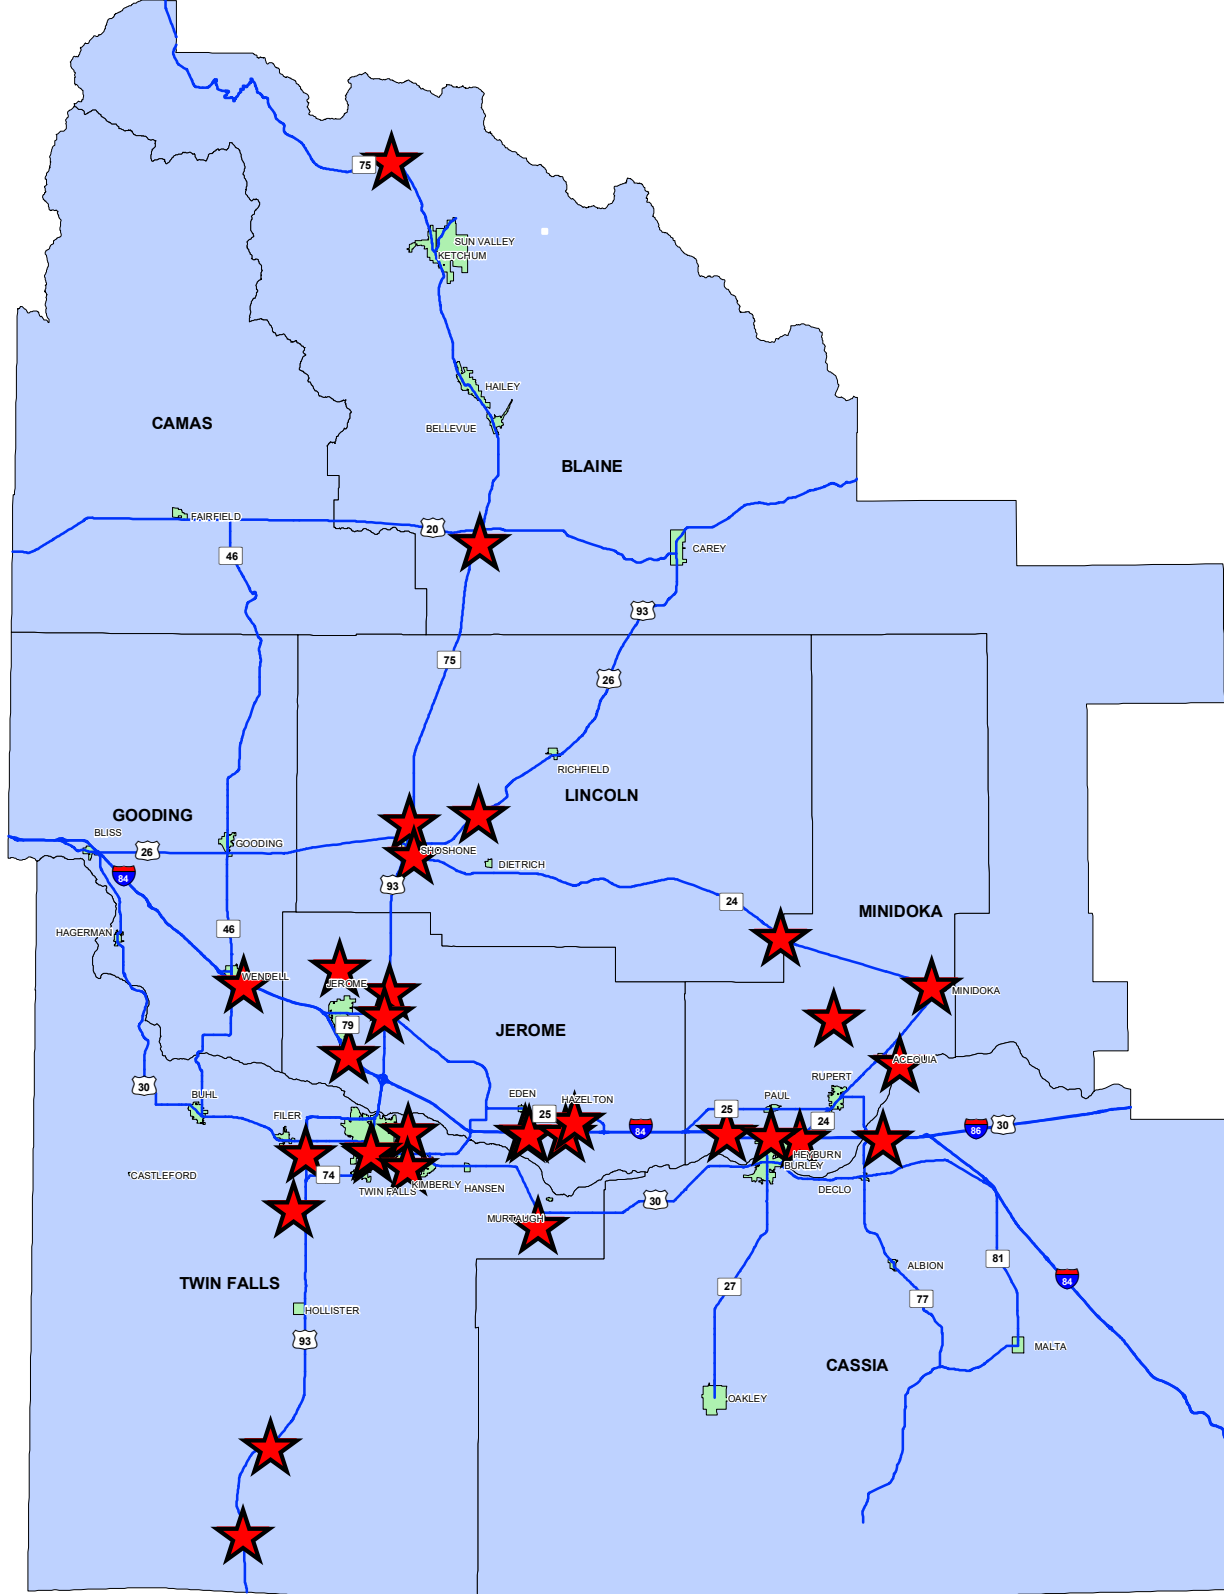 75
SUN VALLEY
KETCHUM
HAILEY
CAMAS
BELLEVUE
BLAINE
FAIRFIELD
20
46
CAREY
93
75
26
RICHFIELD
LINCOLN
GOODING
BLISS
26
GOODING
SHOSHONE
DIETRICH
84
93
24
MINIDOKA
46
HAGERMAN
WENDELL
JEROME
MINIDOKA
79
JEROME
ACEQUIA
RUPERT
30
BUHL
EDEN
HAZELTON
PAUL
FILER
25
25
24
84
86
30
HEYBURN
BURLEY
CASTLEFORD
74
TWIN FALLS
KIMBERLY
HANSEN
DECLO
30
MURTAUGH
ALBION
81
TWIN FALLS
27
84
77
HOLLISTER
93
MALTA
CASSIA
OAKLEY